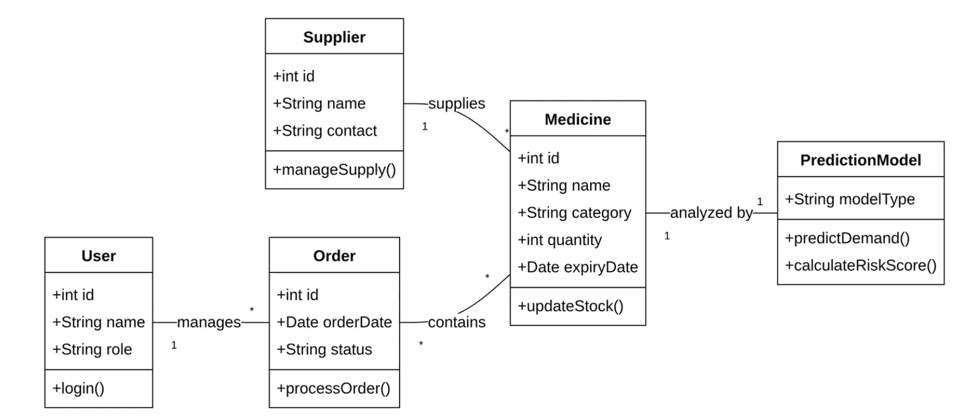 Supplier
+int id
+String name
+String contact
+manageSupply()
supplies
1
*
Medicine
+int id
+String name
+String category
+int quantity
+Date expiryDate
+updateStock()
analyzed by
1
1
PredictionModel
+String modelType
+predictDemand()
+calculateRiskScore()
User
+int id
+String name
+String role
+login()
manages
1
*
Order
+int id
+Date orderDate
+String status
+processOrder()
contains
*
*